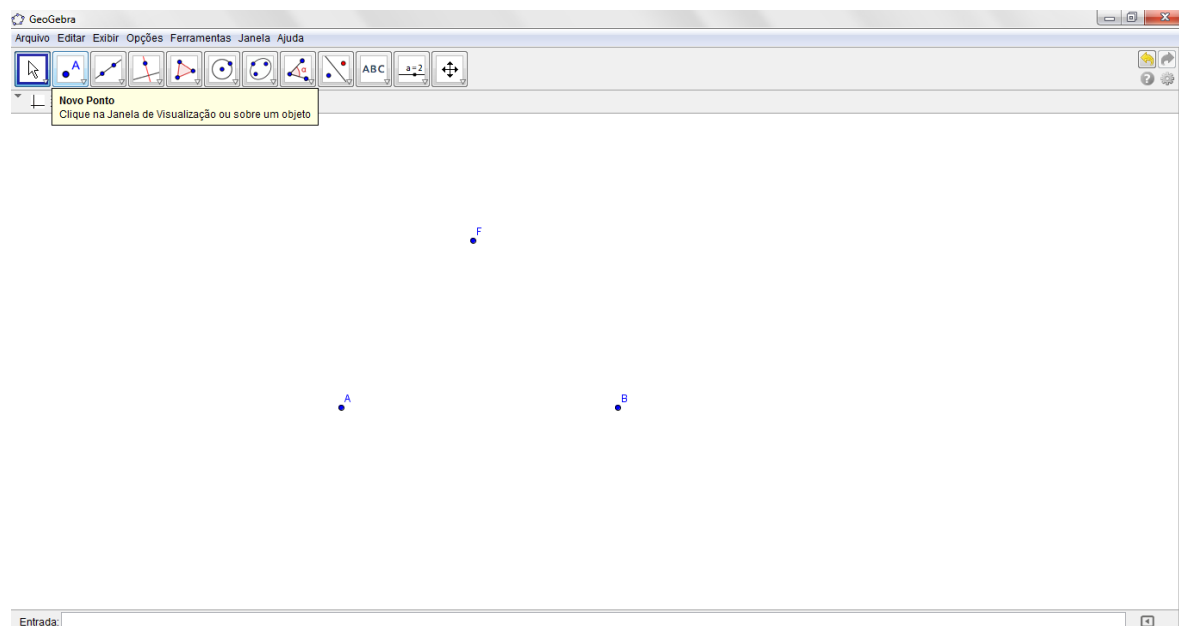 GeoGebra
Arquivo Editar Exibir Opções Ferramentas Janela Ajuda
A
α
ABC
a=2
Novo Ponto
Clique na Janela de Visualização ou sobre um objeto
F
A
B
Entrada: